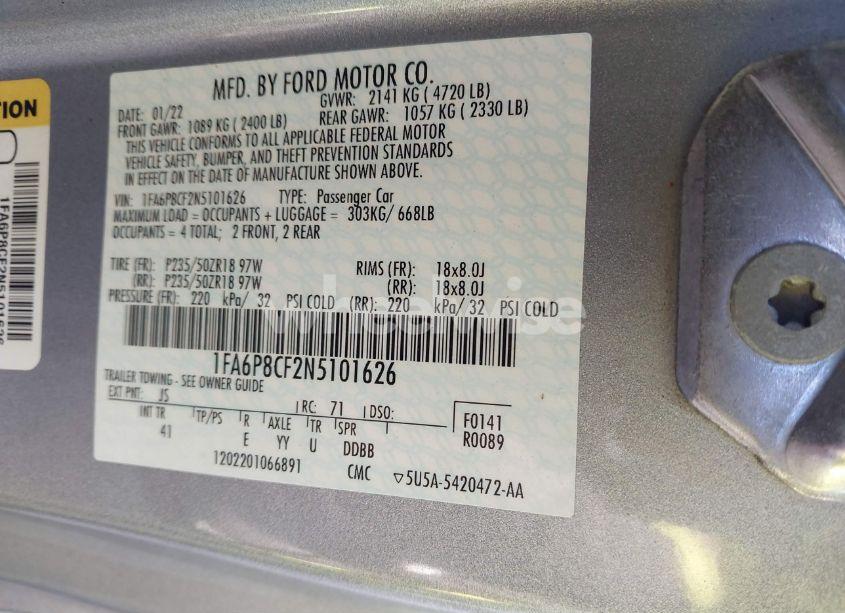 TION
1FA6P8CF2N5101626
MFD. BY FORD MOTOR CO.
DATE: 01/22 GVWR: 2141 KG ( 4720 LB)
FRONT GAWR: 1089 KG ( 2400 LB) REAR GAWR: 1057 KG ( 2330 LB)
THIS VEHICLE CONFORMS TO ALL APPLICABLE FEDERAL MOTOR
VEHICLE SAFETY, BUMPER, AND THEFT PREVENTION STANDARDS
IN EFFECT ON THE DATE OF MANUFACTURE SHOWN ABOVE.
VIN: 1FA6P8CF2N5101626 TYPE: Passenger Car
MAXIMUM LOAD = OCCUPANTS + LUGGAGE = 303KG/ 668LB
OCCUPANTS = 4 TOTAL; 2 FRONT, 2 REAR
TIRE (FR): P235/50ZR18 97W RIMS (FR): 18x8.0J
(RR): P235/50ZR18 97W (RR): 18x8.0J
PRESSURE (FR): 220 kPa/ 32 PSI COLD (RR): 220 kPa/ 32 PSI COLD
wheelwise
1FA6P8CF2N5101626
TRAILER TOWING - SEE OWNER GUIDE
EXT PNT: JS RC: 71 DSO: F0141
INT TR TP/PS R AXLE TR SPR R0089
41 E YY U DDBB
1202201066891 CMC ▽5U5A-5420472-AA